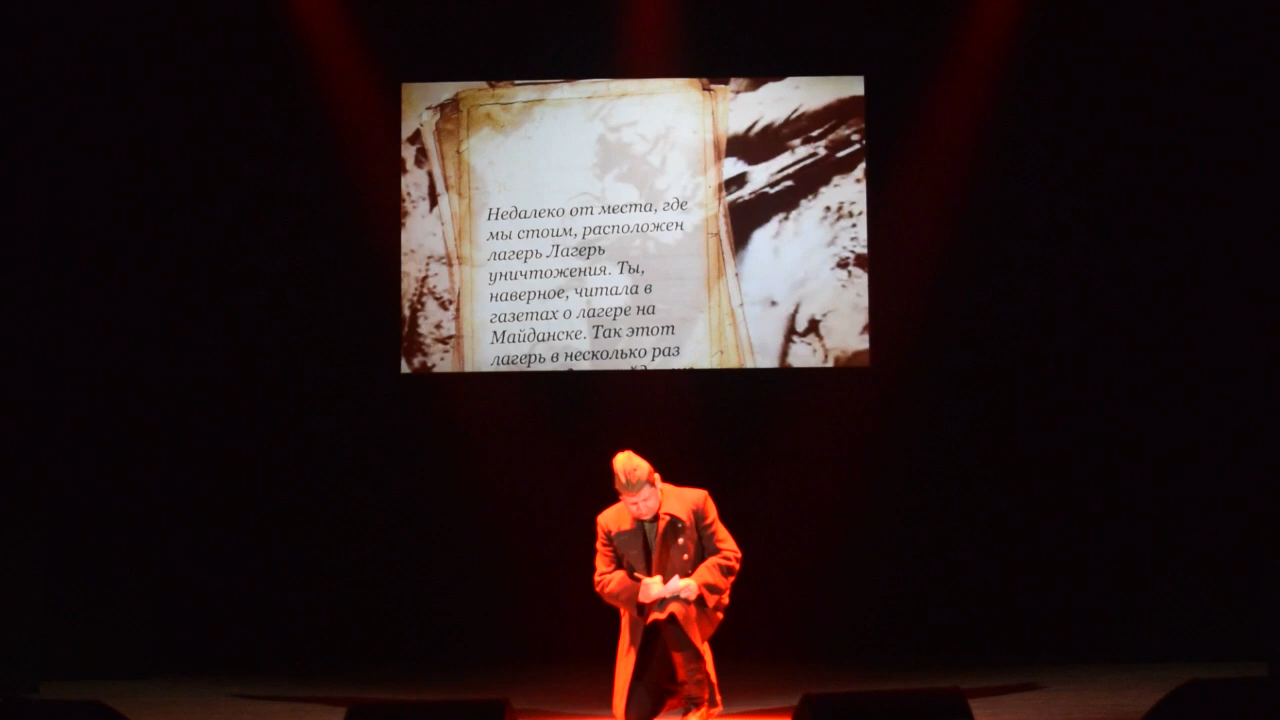 Недалеко от места, где
мы стоим, расположен
лагерь Лагерь
уничтожения. Ты,
наверное, читала в
газетах о лагере на
Майданске. Так этот
лагерь в несколько раз